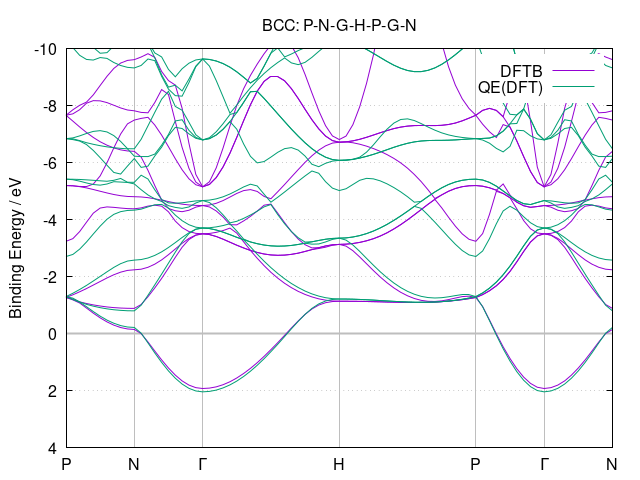 BCC: P-N-G-H-P-G-N
DFTB
QE(DFT)
Binding Energy / eV
-10
-8
-6
-4
-2
0
2
4
P N Γ H P Γ N